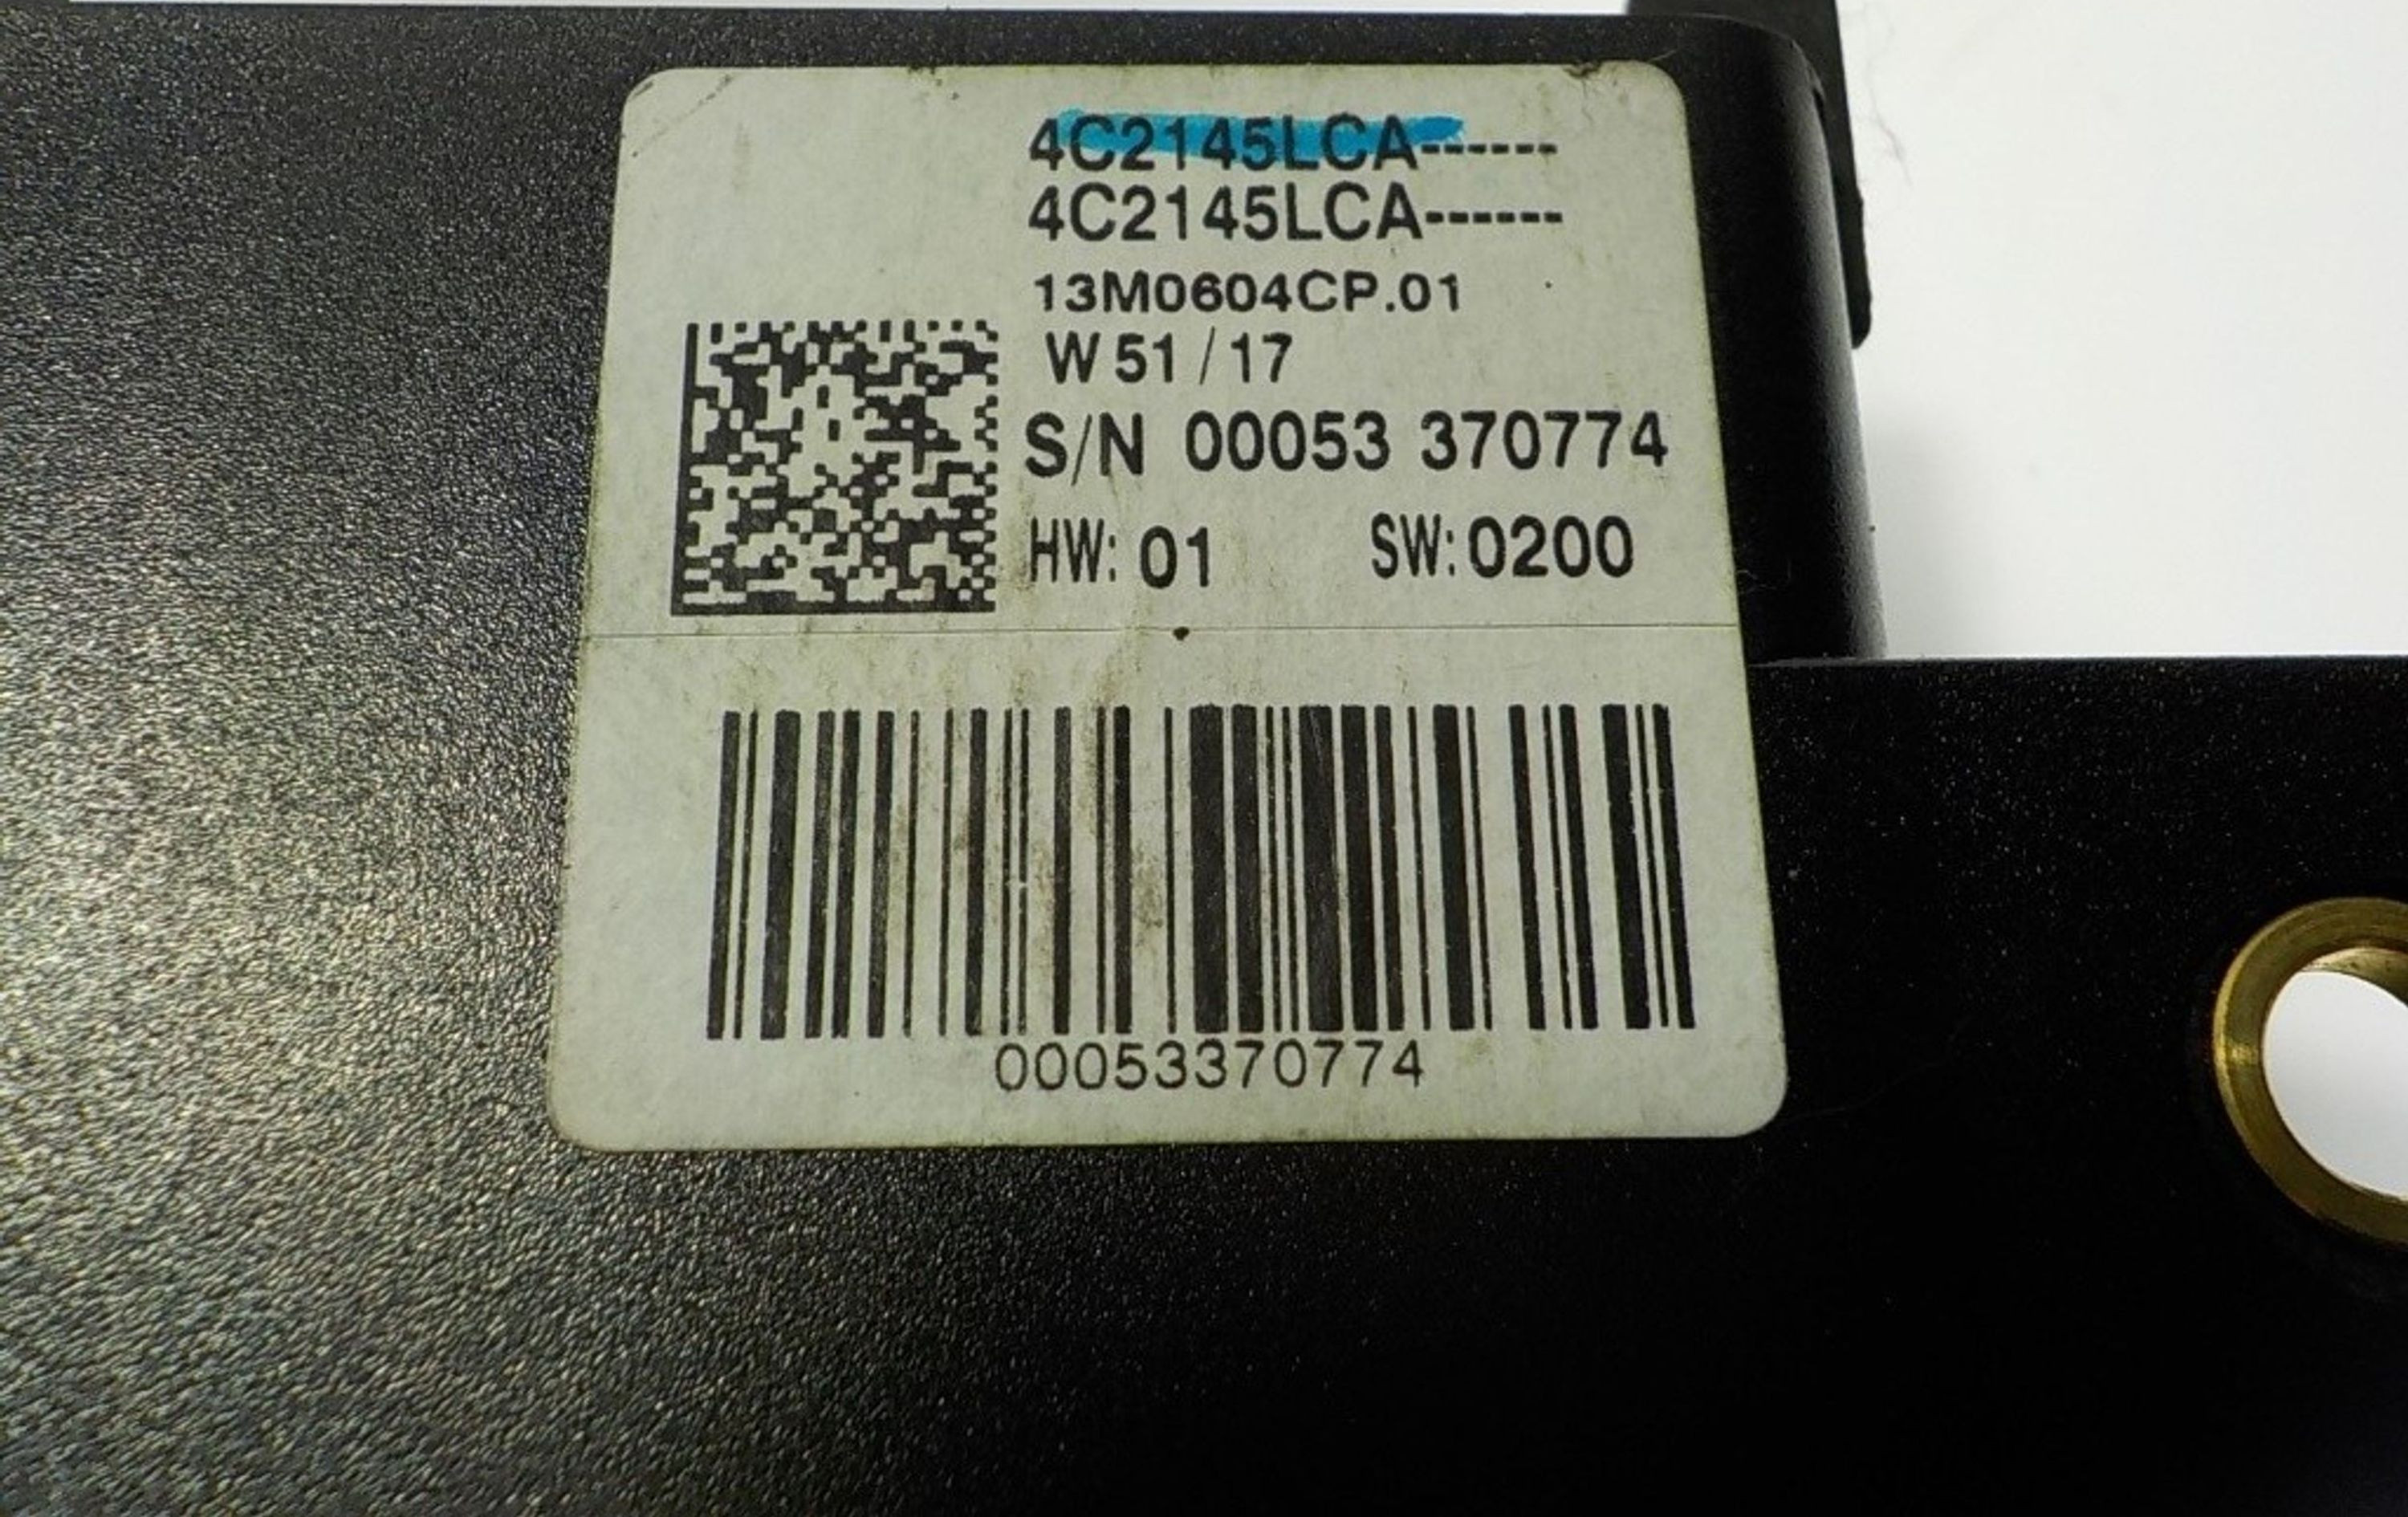 4C2145LCA------
4C2145LCA------
13M0604CP.01
W 51 / 17
S/N 00053 370774
HW: 01 SW: 0200
00053370774